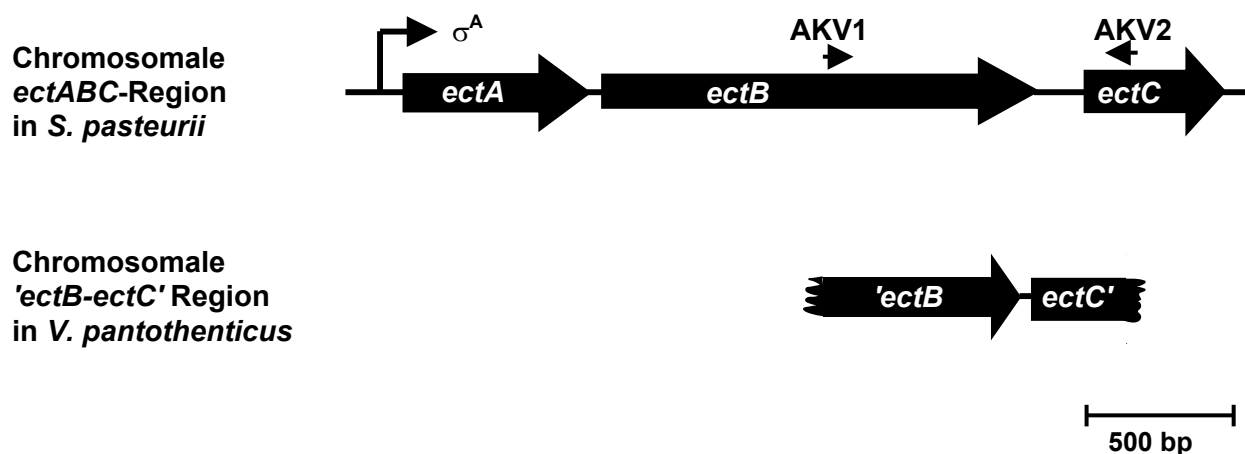 Chromosomale
ectABC-Region
in S. pasteurii
σA
AKV1
AKV2
ectA
ectB
ectC
Chromosomale
'ectB-ectC' Region
in V. pantothenticus
'ectB
ectC'
500 bp